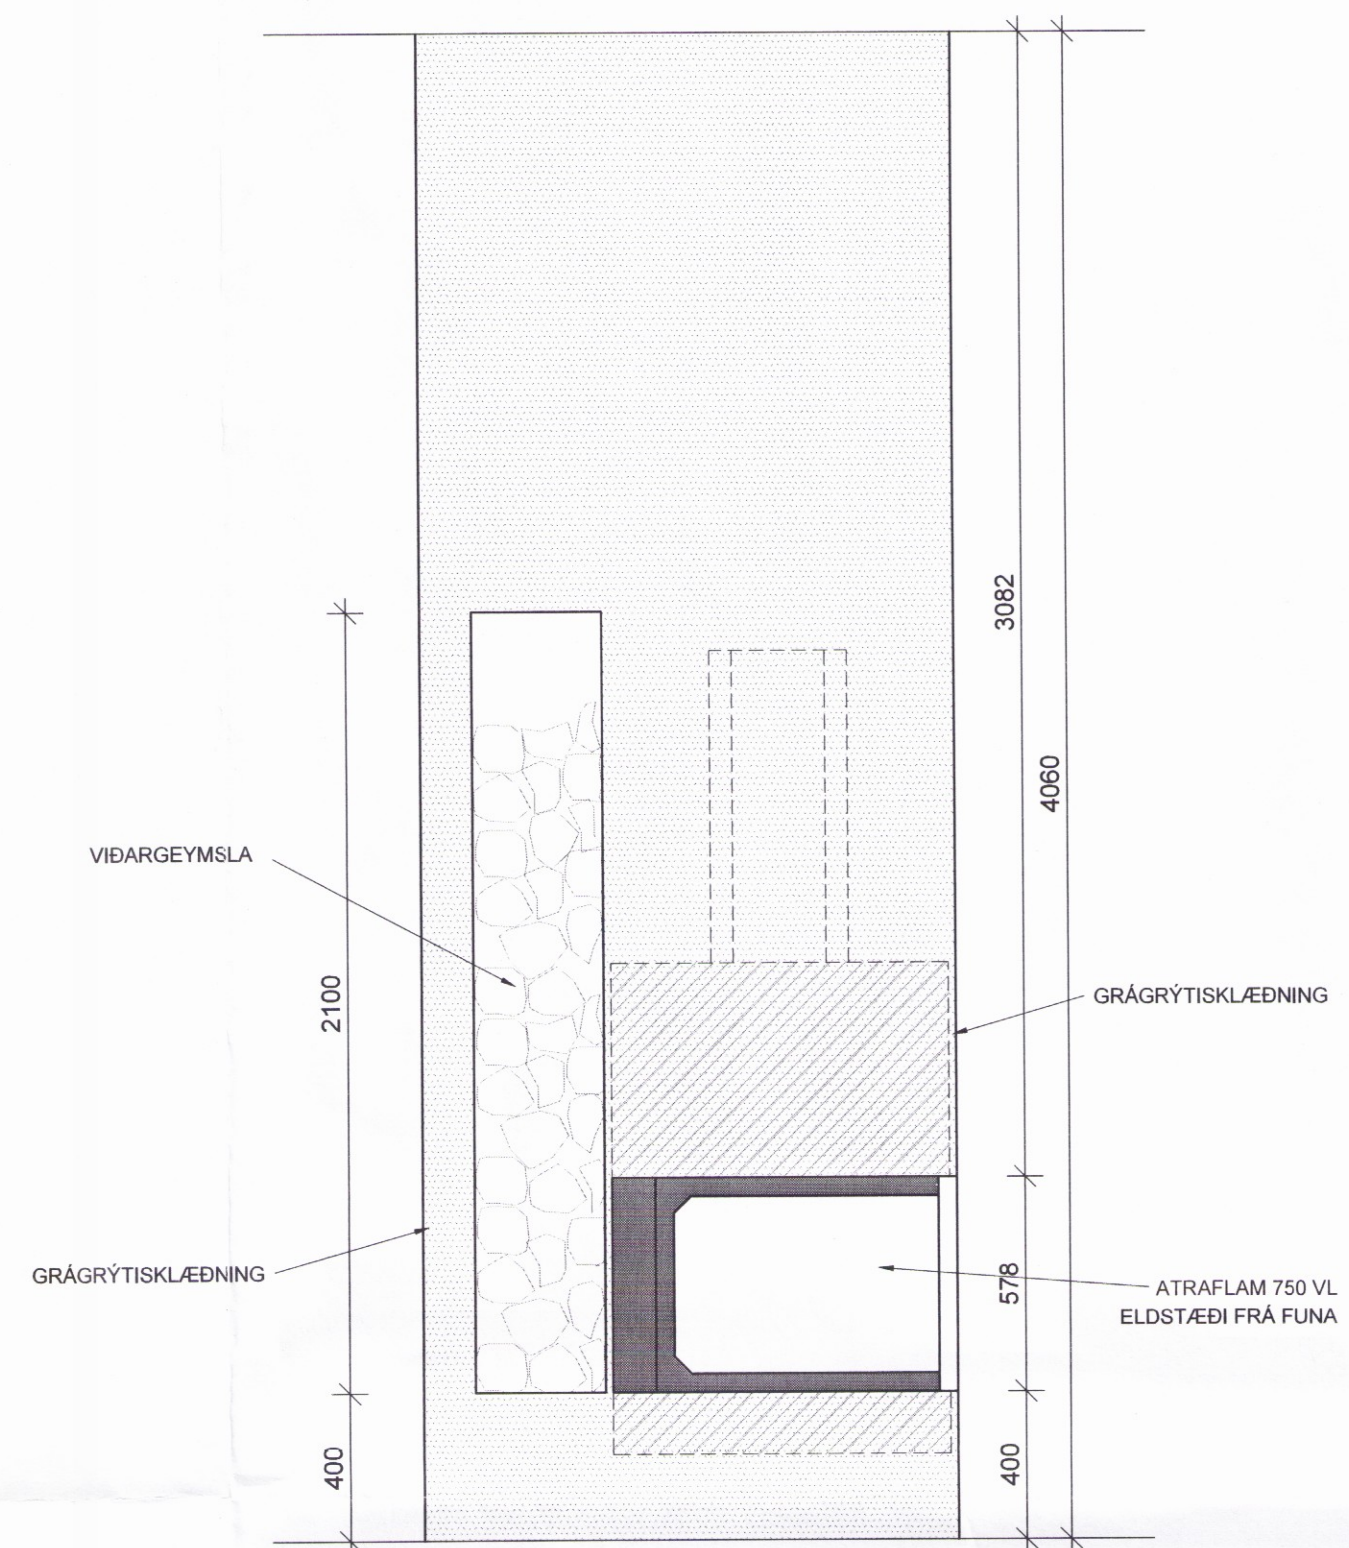 3082
4060
VIÐARGEYMSLA
2100
GRÁGRÝTISKLÆÐNING
GRÁGRÝTISKLÆÐNING
578
ATRAFLAM 750 VL
ELDSTÆÐI FRÁ FUNA
400
400